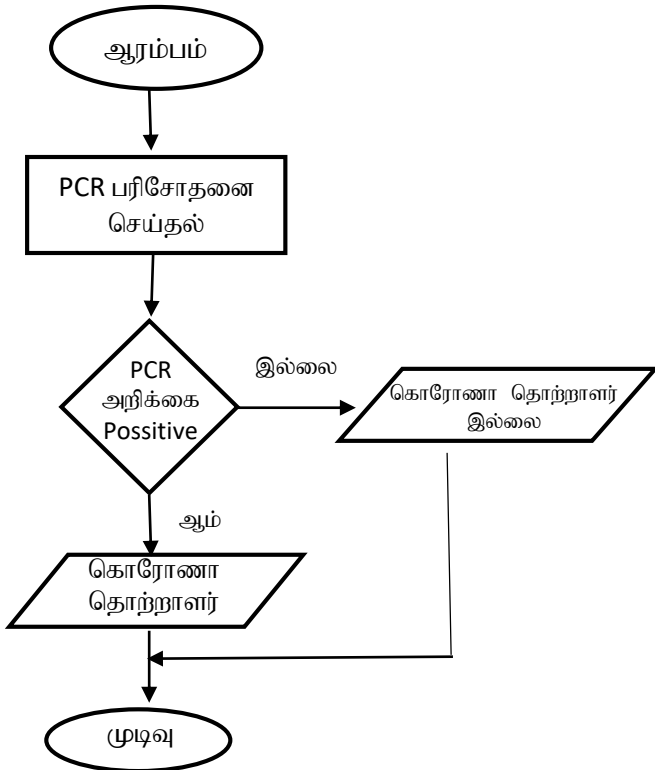 ஆரம்பம்
PCR பரிசோதனை
செய்தல்
PCR
அறிக்கை
Possitive
இல்லை
கொரோணா தொற்றாளர்
இல்லை
ஆம்
கொரோணா
தொற்றாளர்
முடிவு